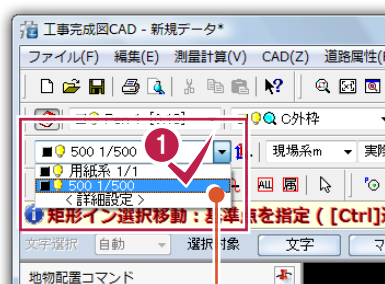 工事完成図CAD - 新規データ*
ファイル(F) 編集(E) 測量計算(V) CAD(Z) 道路属性(
C外枠
500 1/500
現場系m
用紙系 1/1
500 1/500
<詳細設定>
1
矩形イン選択移動:基準点を指定 ( [Ctrl]
文字選択 自動 選択対象 文字
地物配置コマンド